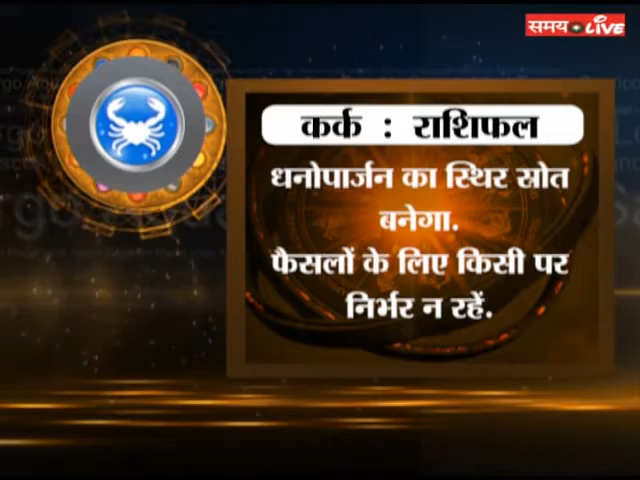 समय LIVE
कर्क : राशिफल
धनोपार्जन का स्थिर स्रोत
बनेगा.
फैसलों के लिए किसी पर
निर्भर न रहें.